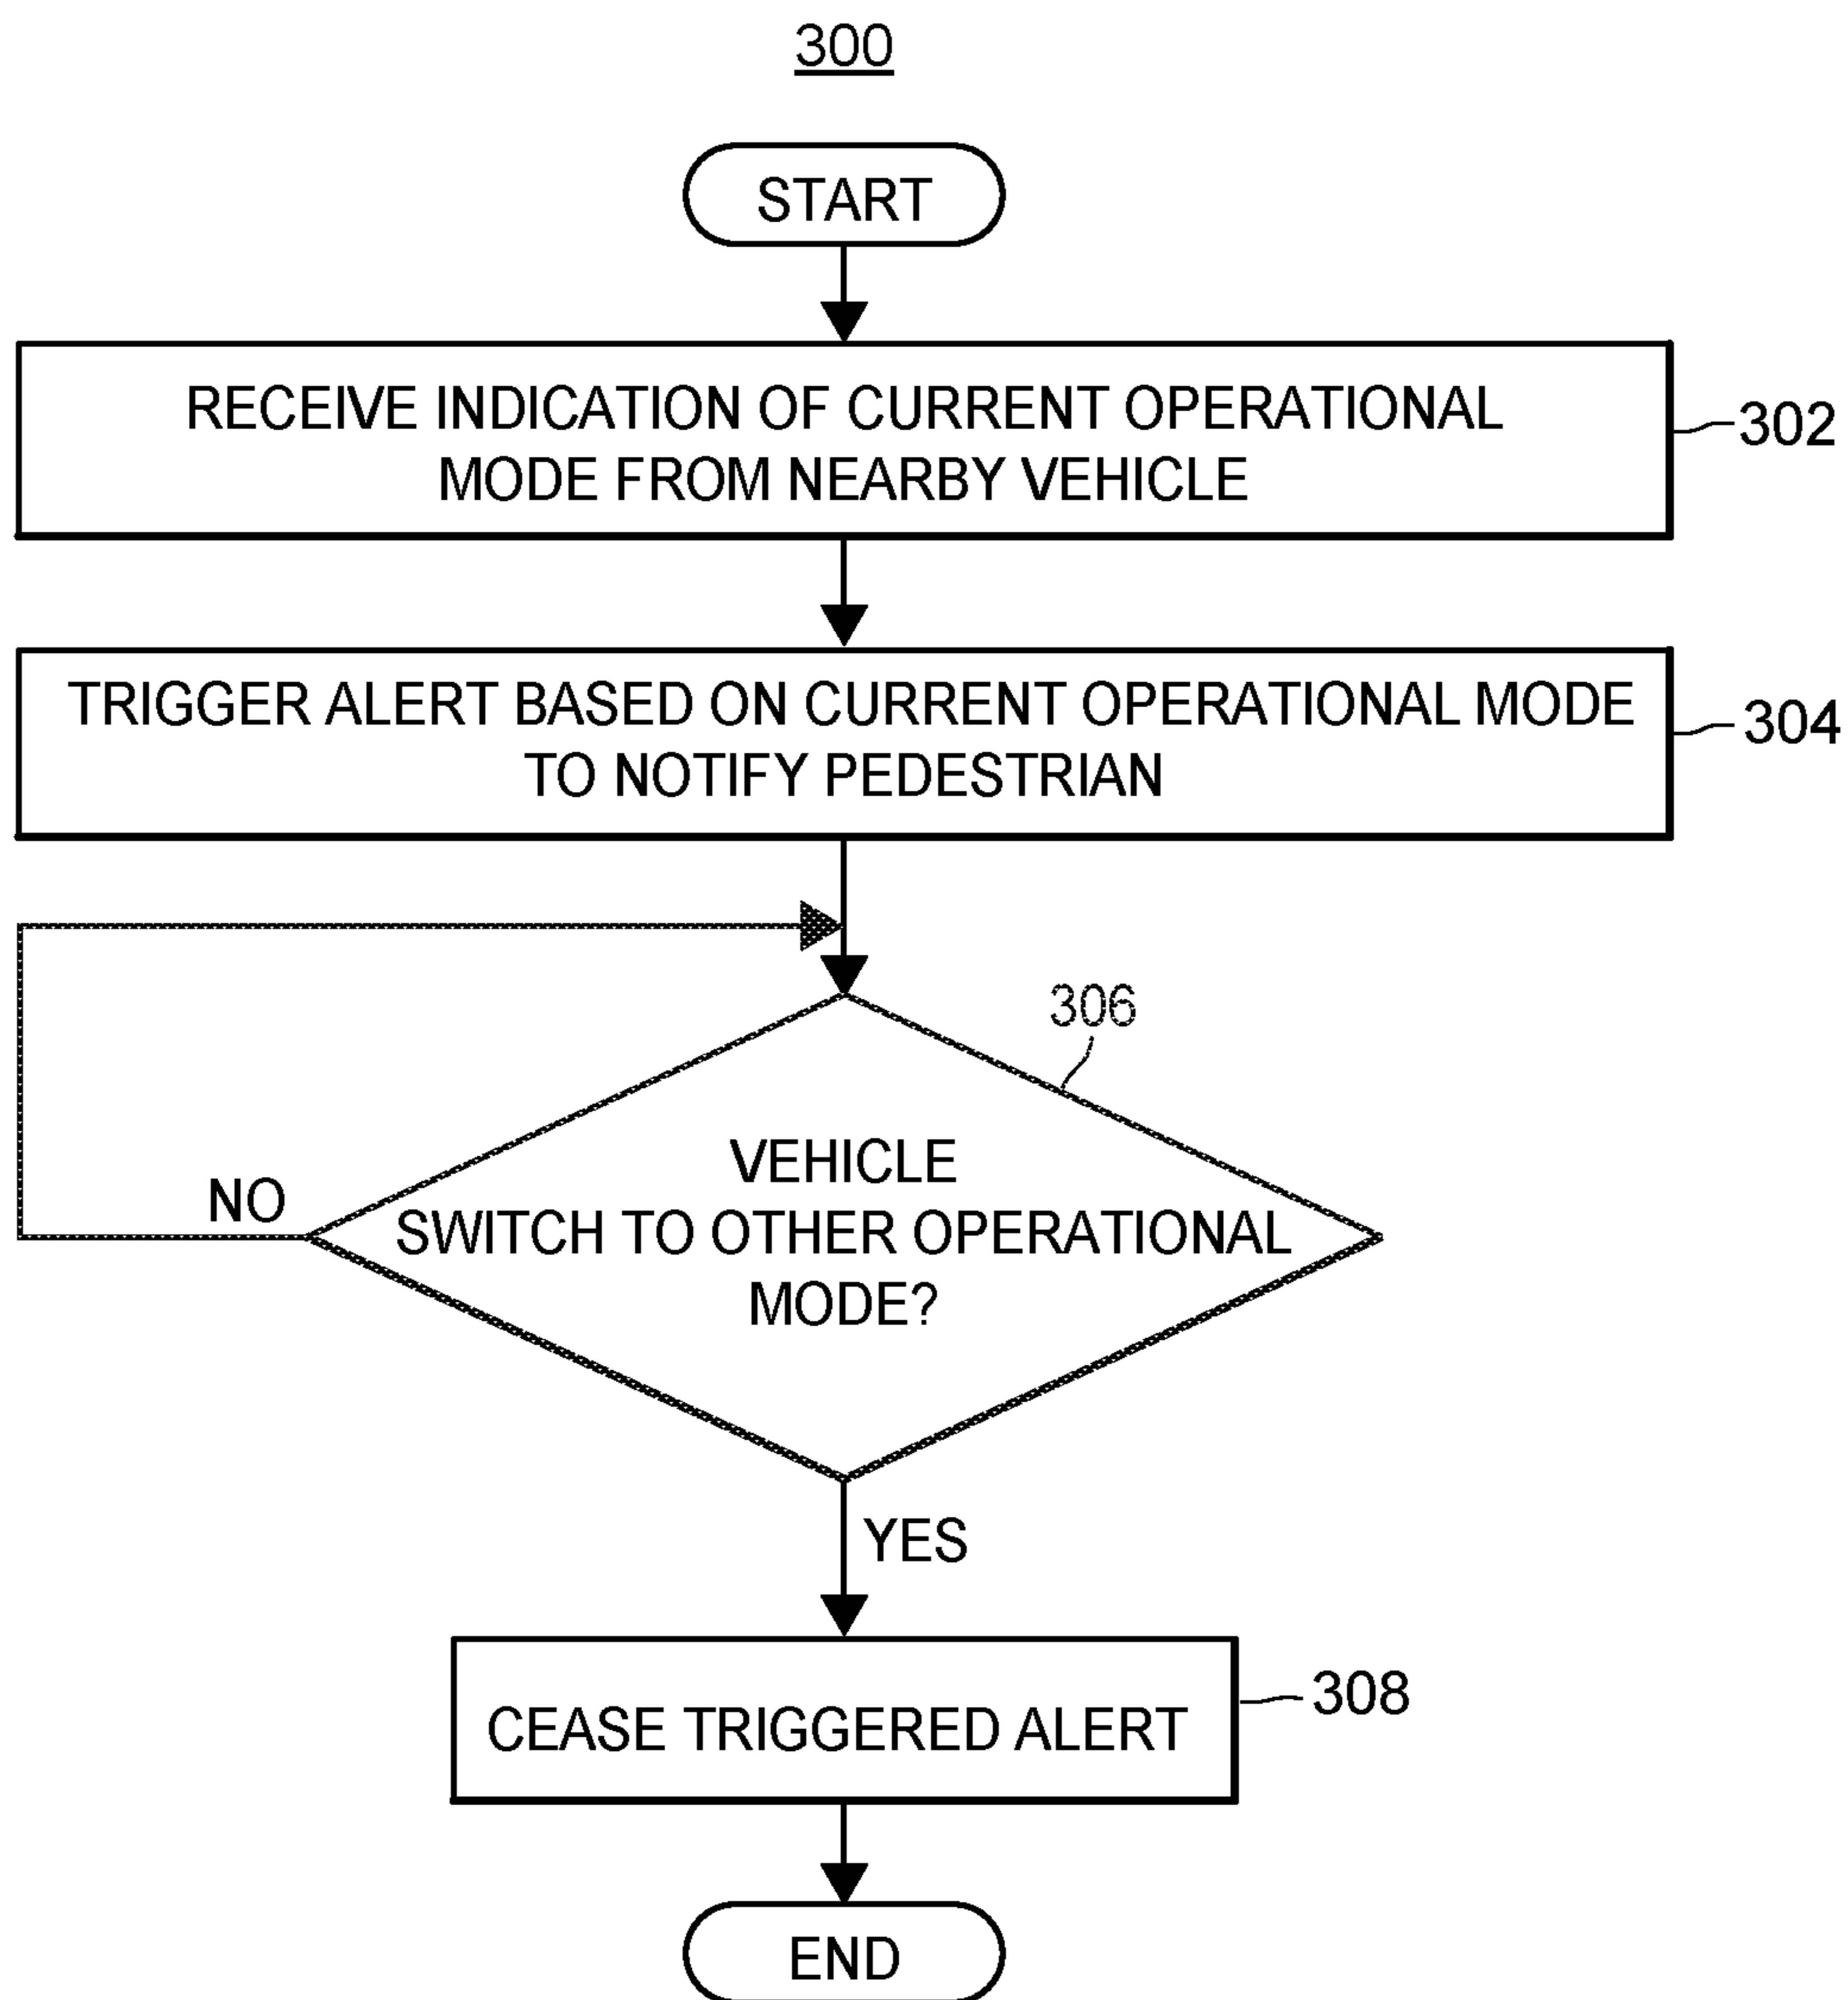 300
START
RECEIVE INDICATION OF CURRENT OPERATIONAL
MODE FROM NEARBY VEHICLE
302
TRIGGER ALERT BASED ON CURRENT OPERATIONAL MODE
TO NOTIFY PEDESTRIAN
304
306
VEHICLE
SWITCH TO OTHER OPERATIONAL
MODE?
NO
YES
CEASE TRIGGERED ALERT
308
END